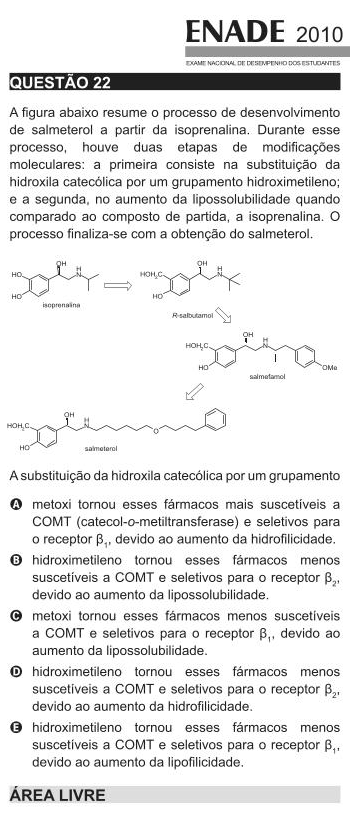 ENADE 2010
EXAME NACIONAL DE DESEMPENHO DOS ESTUDANTES
QUESTÃO 22
A figura abaixo resume o processo de desenvolvimento
de salmeterol a partir da isoprenalina. Durante esse
processo, houve duas etapas de modificações
moleculares: a primeira consiste na substituição da
hidroxila catecólica por um grupamento hidroximetileno;
e a segunda, no aumento da lipossolubilidade quando
comparado ao composto de partida, a isoprenalina. O
processo finaliza-se com a obtenção do salmeterol.
OH H N HO HO
isoprenalina
OH H N HOH₂C HO
R-salbutamol
OH H N HOH₂C HO OMe
salmefamol
OH H N HOH₂C HO O
salmeterol
A substituição da hidroxila catecólica por um grupamento
A metoxi tornou esses fármacos mais suscetíveis a
COMT (catecol-o-metiltransferase) e seletivos para
o receptor β₁, devido ao aumento da hidrofilicidade.
B hidroximetileno tornou esses fármacos menos
suscetíveis a COMT e seletivos para o receptor β₂,
devido ao aumento da lipossolubilidade.
C metoxi tornou esses fármacos menos suscetíveis
a COMT e seletivos para o receptor β₁, devido ao
aumento da lipossolubilidade.
D hidroximetileno tornou esses fármacos menos
suscetíveis a COMT e seletivos para o receptor β₂,
devido ao aumento da hidrofilicidade.
E hidroximetileno tornou esses fármacos menos
suscetíveis a COMT e seletivos para o receptor β₁,
devido ao aumento da lipofilicidade.
ÁREA LIVRE